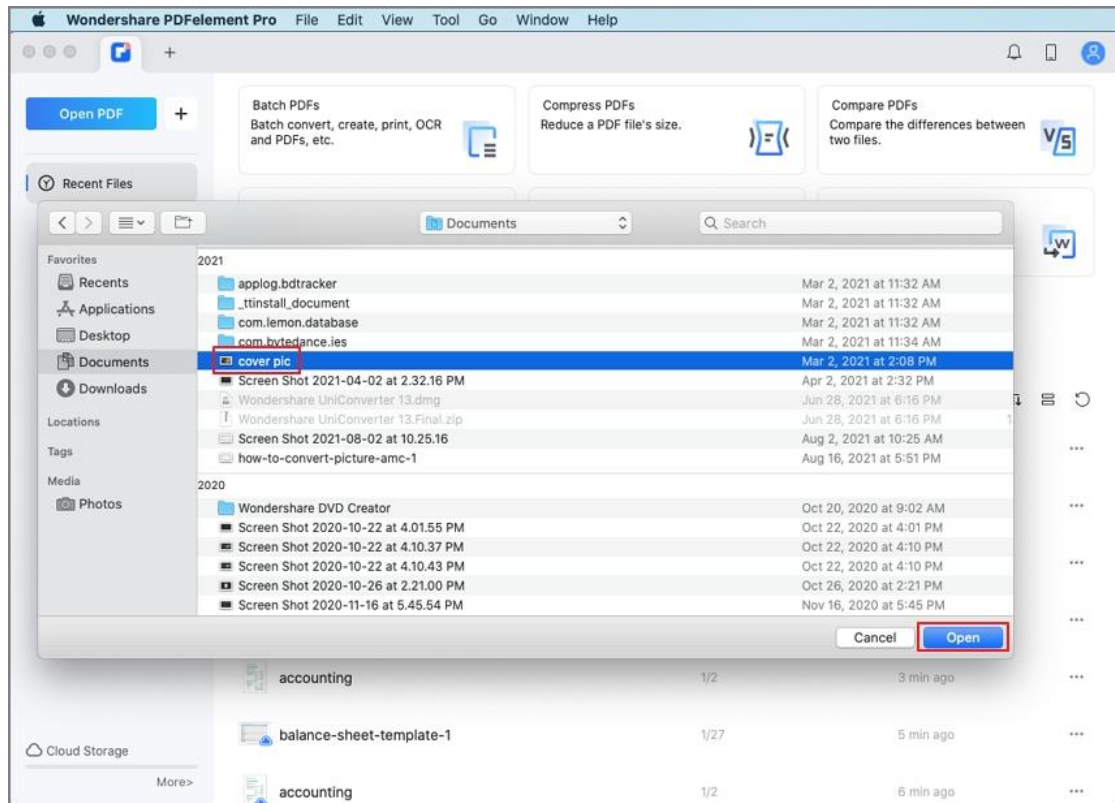 Wondershare PDFelement Pro File Edit View Tool Go Window Help
Open PDF
Recent Files
Batch PDFs
Batch convert, create, print, OCR
and PDFs, etc.
Compress PDFs
Reduce a PDF file's size.
Compare PDFs
Compare the differences between
two files.
Documents
Search
Favorites
Recents
Applications
Desktop
Documents
Downloads
Locations
Tags
Media
Photos
2021
applog.bdtracker Mar 2, 2021 at 11:32 AM
_ttinstall_document Mar 2, 2021 at 11:32 AM
com.lemon.database Mar 2, 2021 at 11:32 AM
com.bytedance.ies Mar 2, 2021 at 11:34 AM
cover pic Mar 2, 2021 at 2:08 PM
Screen Shot 2021-04-02 at 2.32.16 PM Apr 2, 2021 at 2:32 PM
Wondershare UniConverter 13.dmg Jun 28, 2021 at 6:16 PM
Wondershare UniConverter 13.Final.zip Jun 28, 2021 at 6:16 PM
Screen Shot 2021-08-02 at 10.25.16 Aug 2, 2021 at 10:25 AM
how-to-convert-picture-amc-1 Aug 16, 2021 at 5:51 PM
2020
Wondershare DVD Creator Oct 20, 2020 at 9:02 AM
Screen Shot 2020-10-22 at 4.01.55 PM Oct 22, 2020 at 4:01 PM
Screen Shot 2020-10-22 at 4.10.37 PM Oct 22, 2020 at 4:10 PM
Screen Shot 2020-10-22 at 4.10.43 PM Oct 22, 2020 at 4:10 PM
Screen Shot 2020-10-26 at 2.21.00 PM Oct 26, 2020 at 2:21 PM
Screen Shot 2020-11-16 at 5.45.54 PM Nov 16, 2020 at 5:45 PM
Cancel Open
accounting 1/2 3 min ago
balance-sheet-template-1 1/27 5 min ago
accounting 1/2 6 min ago
Cloud Storage
More>